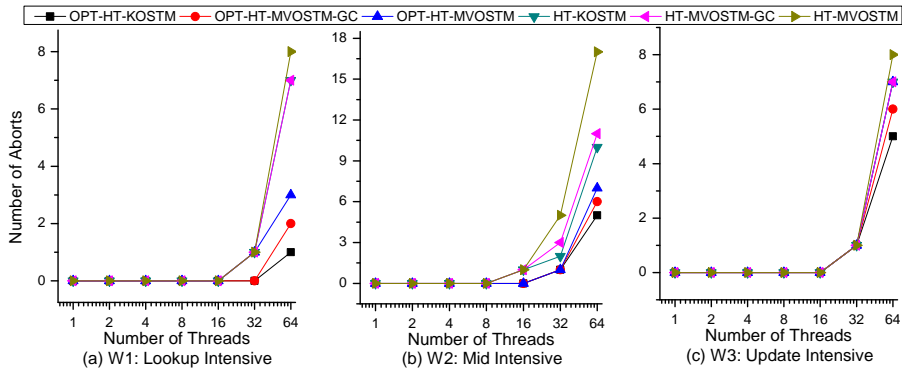 OPT-HT-KOSTM OPT-HT-MVOSTM-GC OPT-HT-MVOSTM HT-KOSTM HT-MVOSTM-GC HT-MVOSTM
Number of Aborts
8
6
4
2
0
1 2 4 8 16 32 64
Number of Threads
(a) W1: Lookup Intensive
18
15
12
9
6
3
0
1 2 4 8 16 32 64
Number of Threads
(b) W2: Mid Intensive
8
6
4
2
0
1 2 4 8 16 32 64
Number of Threads
(c) W3: Update Intensive